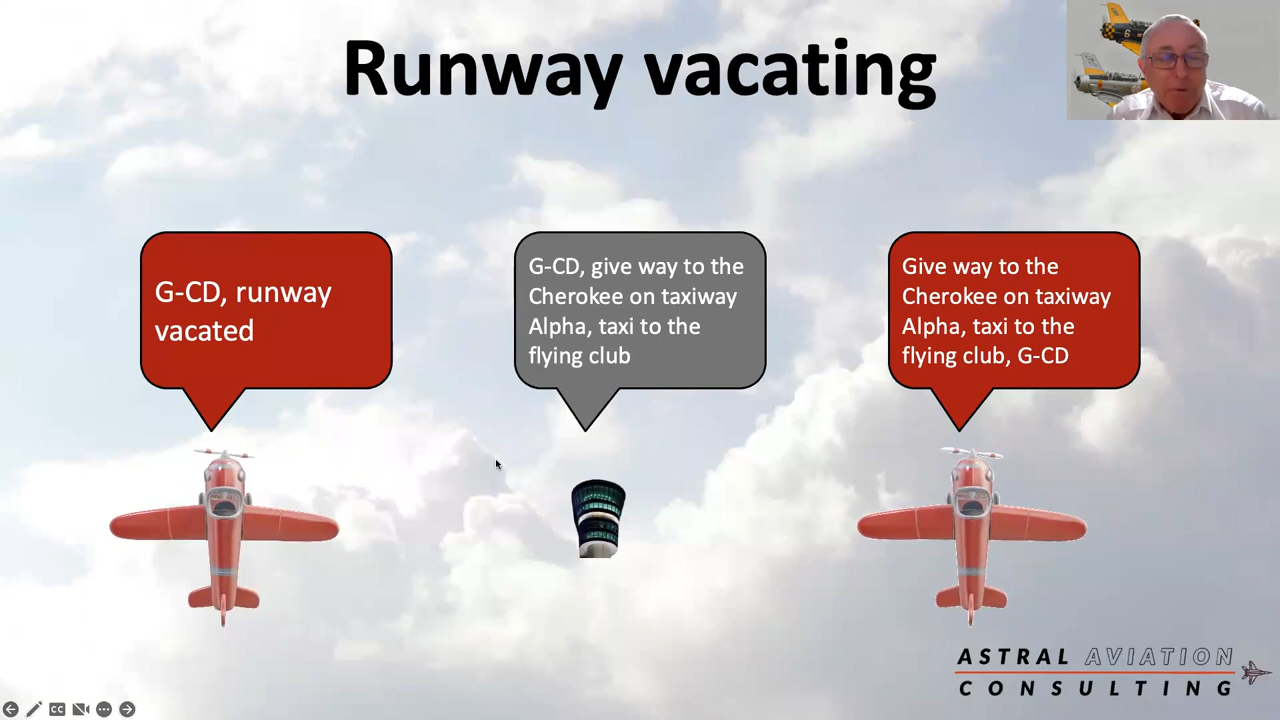 Runway vacating
G-CD, runway
vacated
G-CD, give way to the
Cherokee on taxiway
Alpha, taxi to the
flying club
Give way to the
Cherokee on taxiway
Alpha, taxi to the
flying club, G-CD
ASTRAL AVIATION
CONSULTING
CC